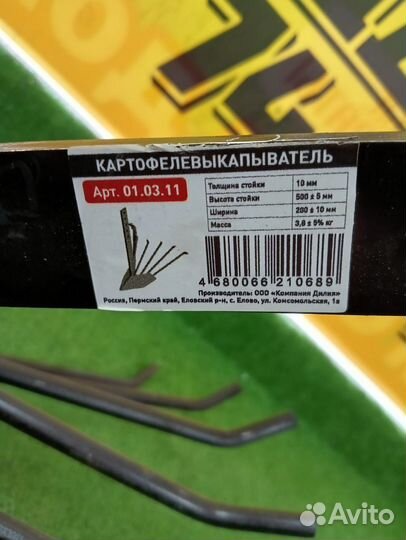 КАРТОФЕЛЕВЫКАПЫВАТЕЛЬ
Арт. 01.03.11
Толщина стойки 10 мм
Высота стойки 500 ± 5 мм
Ширина 200 ± 10 мм
Масса 3,6 ± 5% кг
4 680066 210689
Производитель: ООО «Компания Дилия»
Россия, Пермский край, Еловский р-н, с. Елово, ул. Комсомольская, 1а
Avito